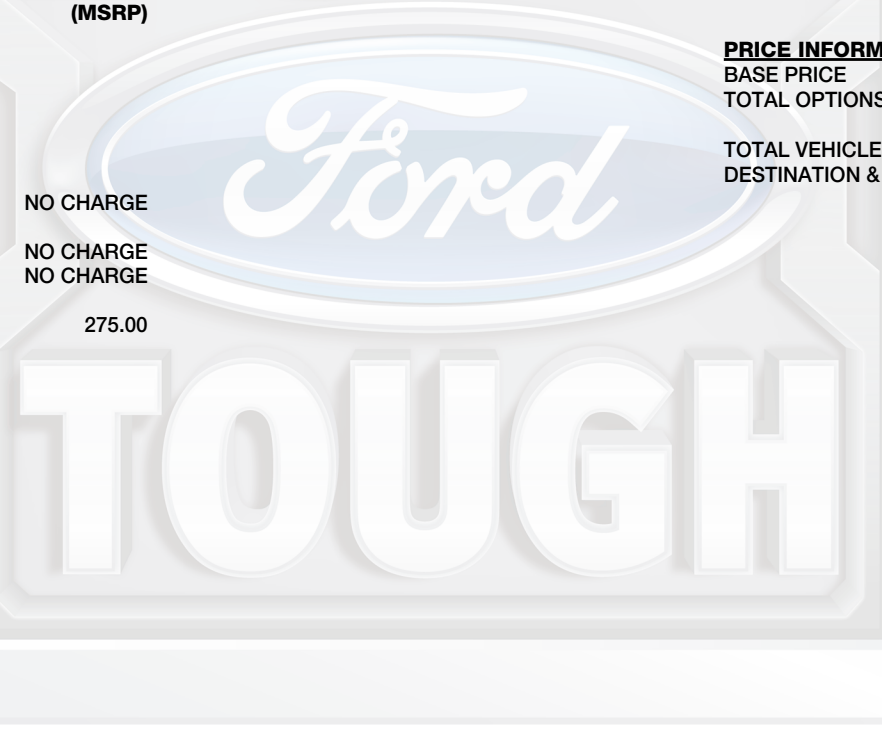 (MSRP)
NO CHARGE
NO CHARGE
NO CHARGE
275.00
PRICE INFORM
BASE PRICE
TOTAL OPTIONS
TOTAL VEHICLE
DESTINATION &
Ford
TOUGH